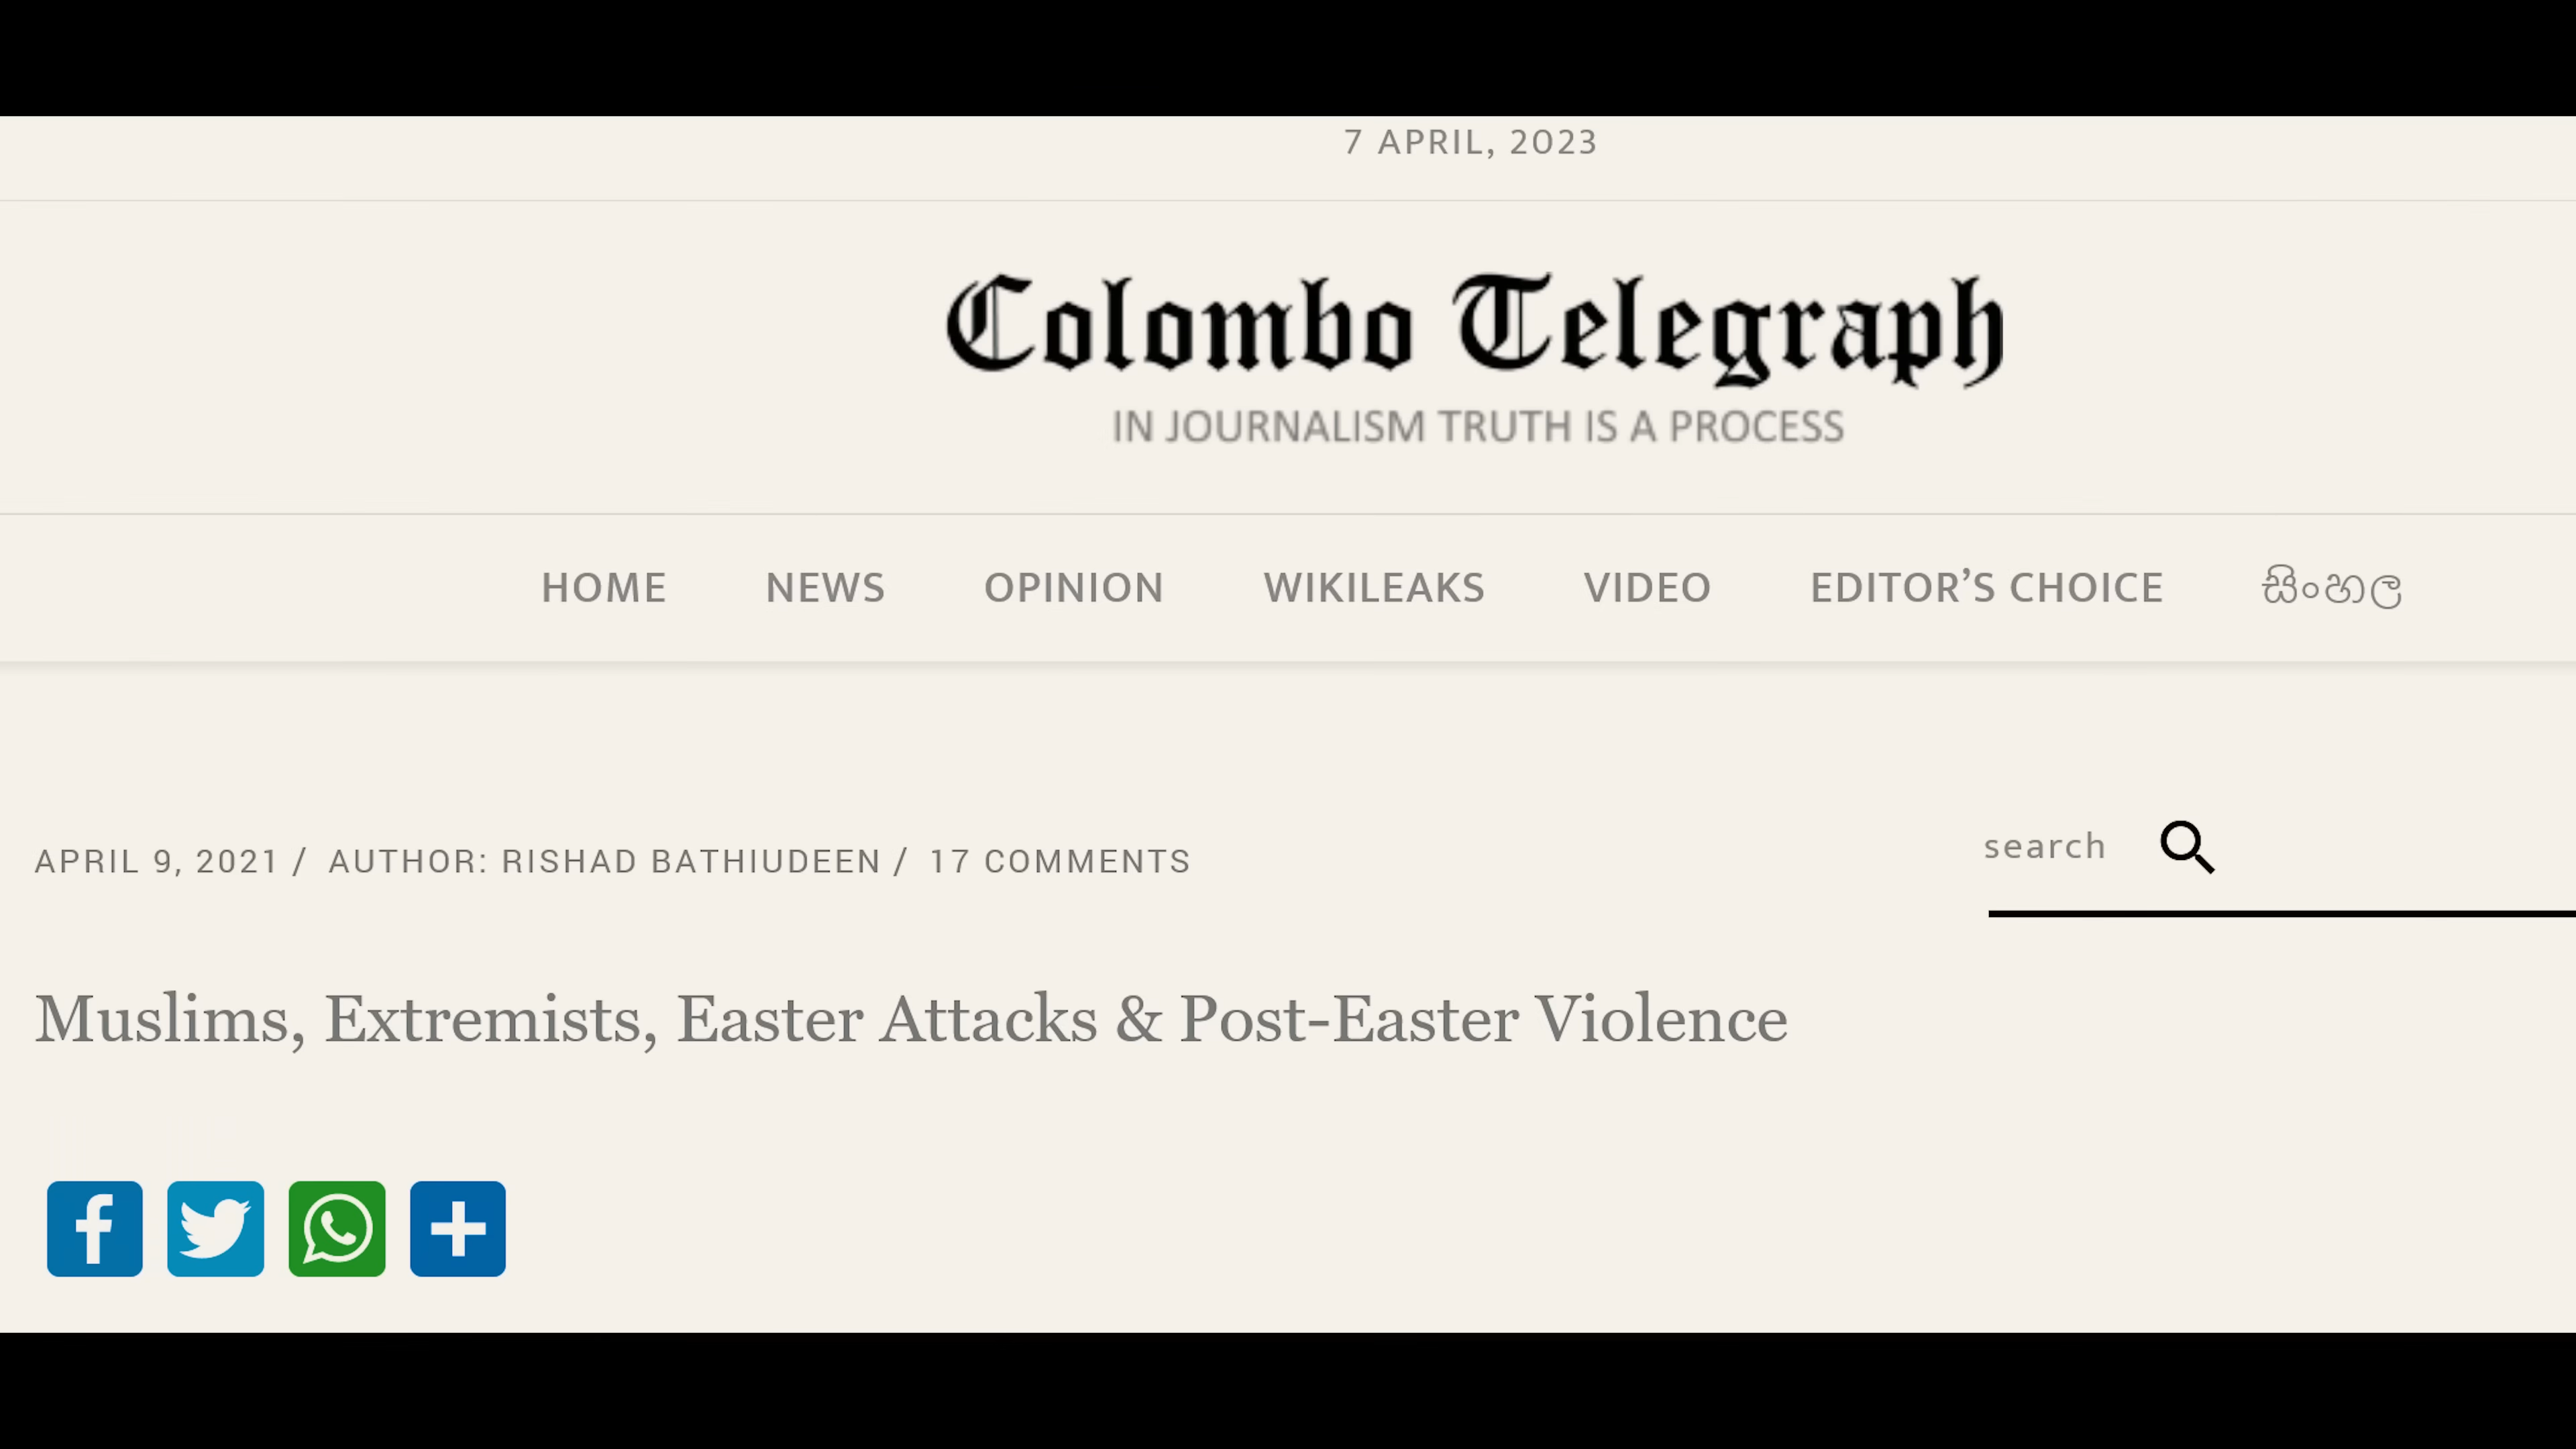 7 APRIL, 2023
Colombo Telegraph
IN JOURNALISM TRUTH IS A PROCESS
HOME NEWS OPINION WIKILEAKS VIDEO EDITOR’S CHOICE සිංහල
APRIL 9, 2021 / AUTHOR: RISHAD BATHIUDEEN / 17 COMMENTS
search
Muslims, Extremists, Easter Attacks & Post-Easter Violence